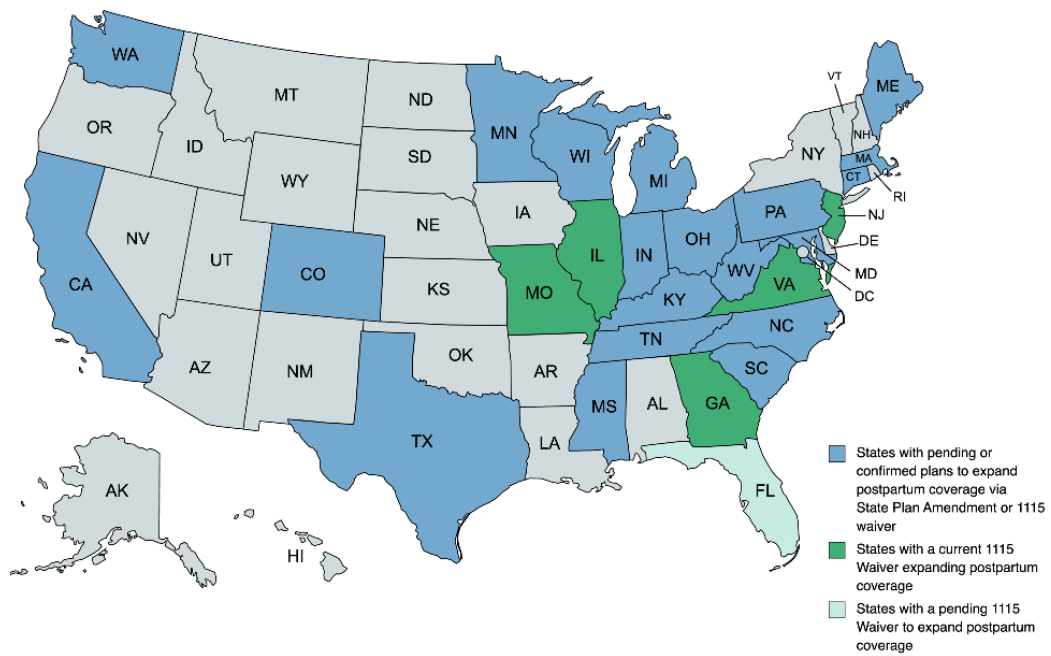 WA
MT
ND
VT
ME
OR
MN
NH
ID
SD
WI
NY
MA
WY
MI
CT
RI
IA
PA
NJ
NE
NV
OH
DE
IL
IN
UT
CA
CO
WV
MD
VA
KS
MO
KY
DC
NC
TN
OK
AZ
NM
AR
SC
MS
AL
GA
TX
LA
FL
AK
HI
States with pending or
confirmed plans to expand
postpartum coverage via
State Plan Amendment or 1115
waiver
States with a current 1115
Waiver expanding postpartum
coverage
States with a pending 1115
Waiver to expand postpartum
coverage